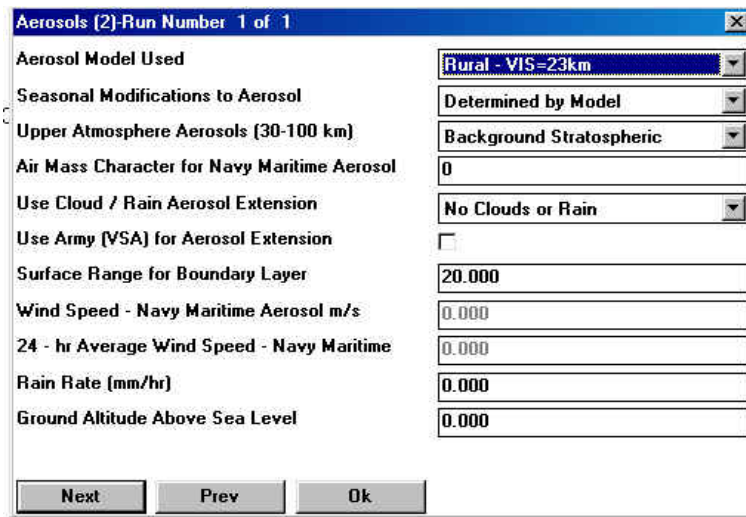 Aerosols (2)-Run Number 1 of 1
Aerosol Model Used Rural - VIS=23km
Seasonal Modifications to Aerosol Determined by Model
Upper Atmosphere Aerosols (30-100 km) Background Stratospheric
Air Mass Character for Navy Maritime Aerosol 0
Use Cloud / Rain Aerosol Extension No Clouds or Rain
Use Army (VSA) for Aerosol Extension
Surface Range for Boundary Layer 20.000
Wind Speed - Navy Maritime Aerosol m/s 0.000
24 - hr Average Wind Speed - Navy Maritime 0.000
Rain Rate (mm/hr) 0.000
Ground Altitude Above Sea Level 0.000
Next Prev Ok